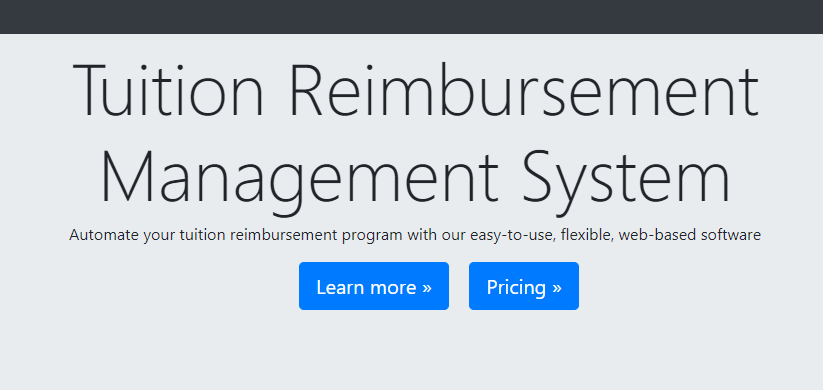 Tuition Reimbursement
Management System
Automate your tuition reimbursement program with our easy-to-use, flexible, web-based software
Learn more » Pricing »